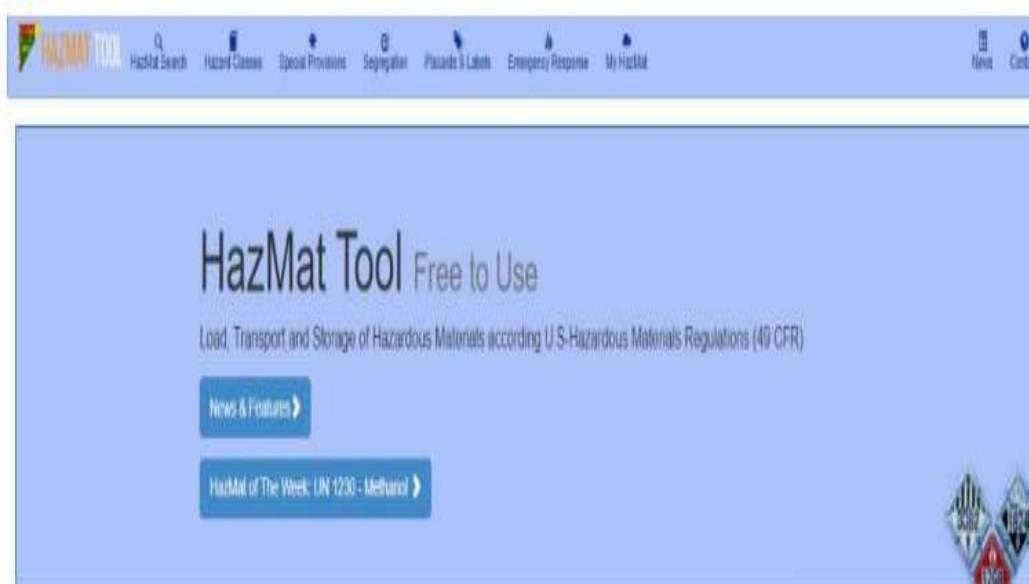 HAZMAT TOOL
HazMat Search
Hazard Classes
Special Provisions
Segregation
Placards & Labels
Emergency Response
My HazMat
News
HazMat Tool Free to Use
Load, Transport and Storage of Hazardous Materials according U.S-Hazardous Materials Regulations (49 CFR)
News & Features
HazMat of The Week: UN 1230 - Methanol